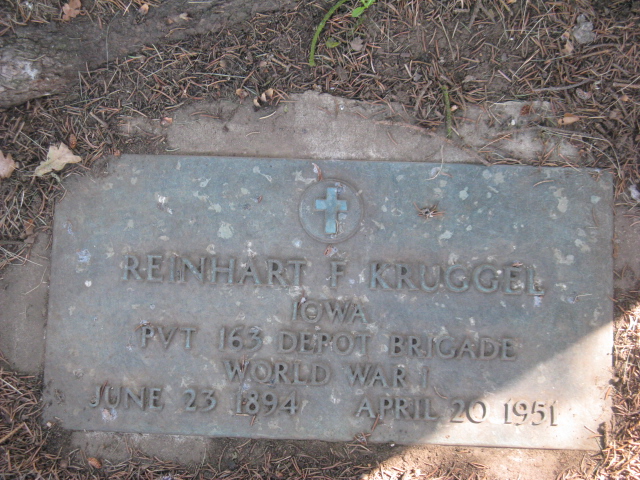 REINHART F KRUGGEL
IOWA
PVT 163 DEPOT BRIGADE
WORLD WAR I
JUNE 23 1894 APRIL 20 1951